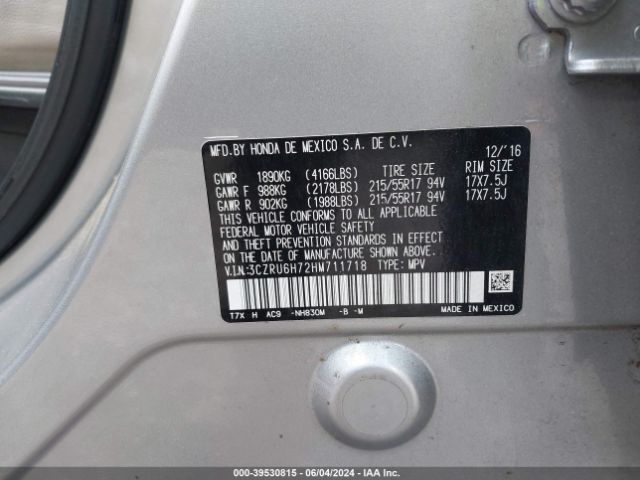 MFD.BY HONDA DE MEXICO S.A. DE C.V.
12/'16
GVWR 1890KG (4166LBS) TIRE SIZE RIM SIZE
GAWR F 988KG (2178LBS) 215/55R17 94V 17X7.5J
GAWR R 902KG (1988LBS) 215/55R17 94V 17X7.5J
THIS VEHICLE CONFORMS TO ALL APPLICABLE
FEDERAL MOTOR VEHICLE SAFETY
AND THEFT PREVENTION STANDARDS IN EFFECT
ON THE DATE OF MANUFACTURE SHOWN ABOVE.
V.I.N:3CZRU6H72HM711718 TYPE: MPV
T7X H AC9 -NH830M -B -M MADE IN MEXICO
000-39530815 | 06/04/2024 | IAA Inc.